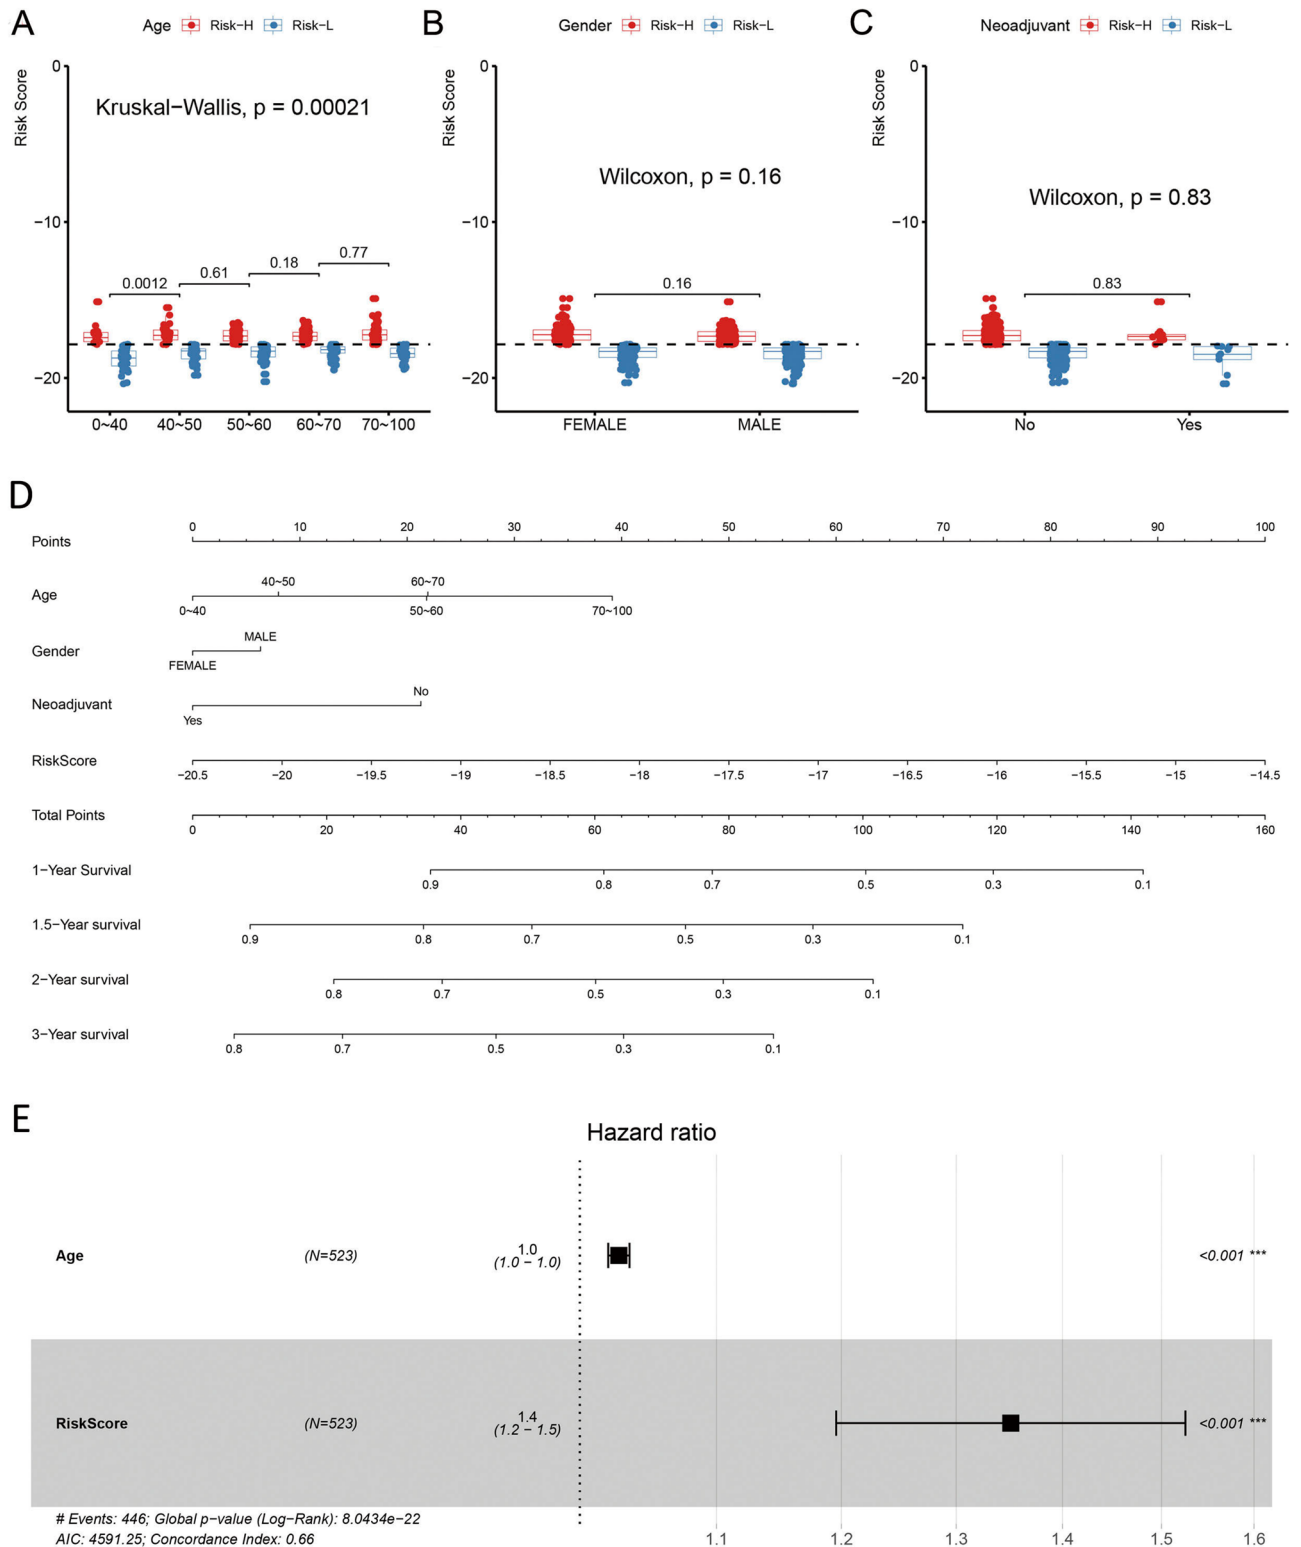 A
Age Risk−H Risk−L
Risk Score
0
−10
−20
Kruskal−Wallis, p = 0.00021
0.0012
0.61
0.18
0.77
0~40 40~50 50~60 60~70 70~100
B
Gender Risk−H Risk−L
Risk Score
0
−10
−20
Wilcoxon, p = 0.16
0.16
FEMALE MALE
C
Neoadjuvant Risk−H Risk−L
Risk Score
0
−10
−20
Wilcoxon, p = 0.83
0.83
No Yes
D
Points
0 10 20 30 40 50 60 70 80 90 100
Age
40~50 60~70
0~40 50~60 70~100
Gender
MALE
FEMALE
Neoadjuvant
No
Yes
RiskScore
−20.5 −20 −19.5 −19 −18.5 −18 −17.5 −17 −16.5 −16 −15.5 −15 −14.5
Total Points
0 20 40 60 80 100 120 140 160
1−Year Survival
0.9 0.8 0.7 0.5 0.3 0.1
1.5−Year survival
0.9 0.8 0.7 0.5 0.3 0.1
2−Year survival
0.8 0.7 0.5 0.3 0.1
3−Year survival
0.8 0.7 0.5 0.3 0.1
E
Hazard ratio
Age (N=523) 1.0 <0.001 ***
(1.0 − 1.0)
RiskScore (N=523) 1.4 <0.001 ***
(1.2 − 1.5)
# Events: 446; Global p−value (Log−Rank): 8.0434e−22
AIC: 4591.25; Concordance Index: 0.66
1.1 1.2 1.3 1.4 1.5 1.6